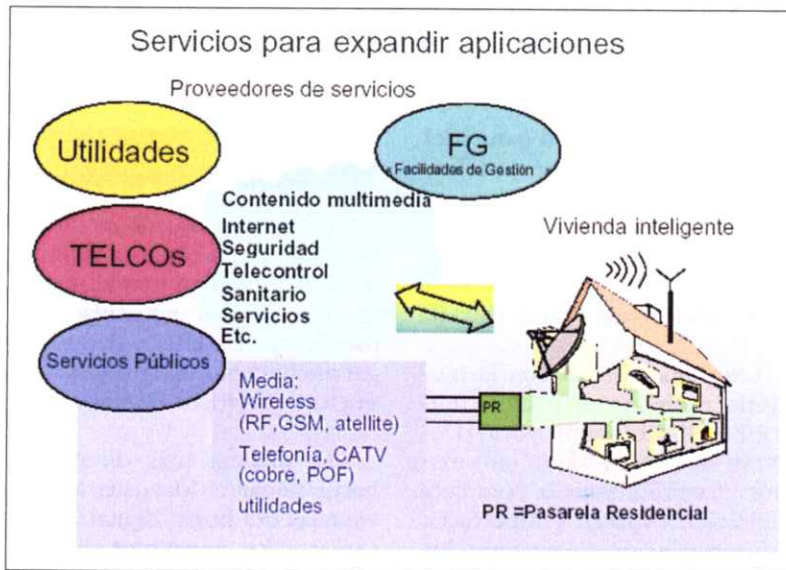 Servicios para expandir aplicaciones
Proveedores de servicios
Utilidades
FG
Facilidades de Gestión
TELCOs
Servicios Públicos
Contenido multimedia
Internet
Seguridad
Telecontrol
Sanitario
Servicios
Etc.
Vivienda inteligente
Media:
Wireless
(RF,GSM, atellite)
Telefonía, CATV
(cobre, POF)
utilidades
PR
PR =Pasarela Residencial